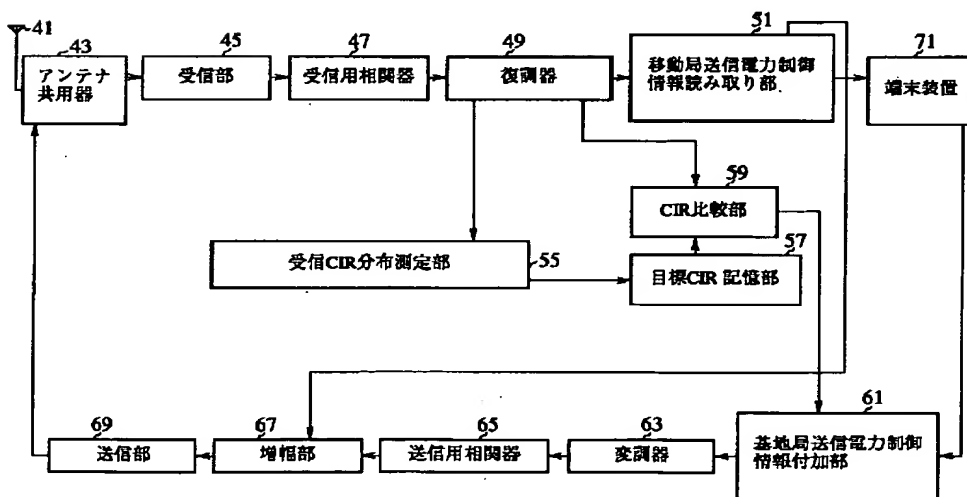 41
43
アンテナ
共用器
45
受信部
47
受信用相関器
49
復調器
51
移動局送信電力制御
情報読み取り部
71
端末装置
59
CIR比較部
57
目標CIR 記憶部
受信CIR分布測定部
55
69
送信部
67
増幅部
65
送信用相関器
63
変調器
61
基地局送信電力制御
情報付加部